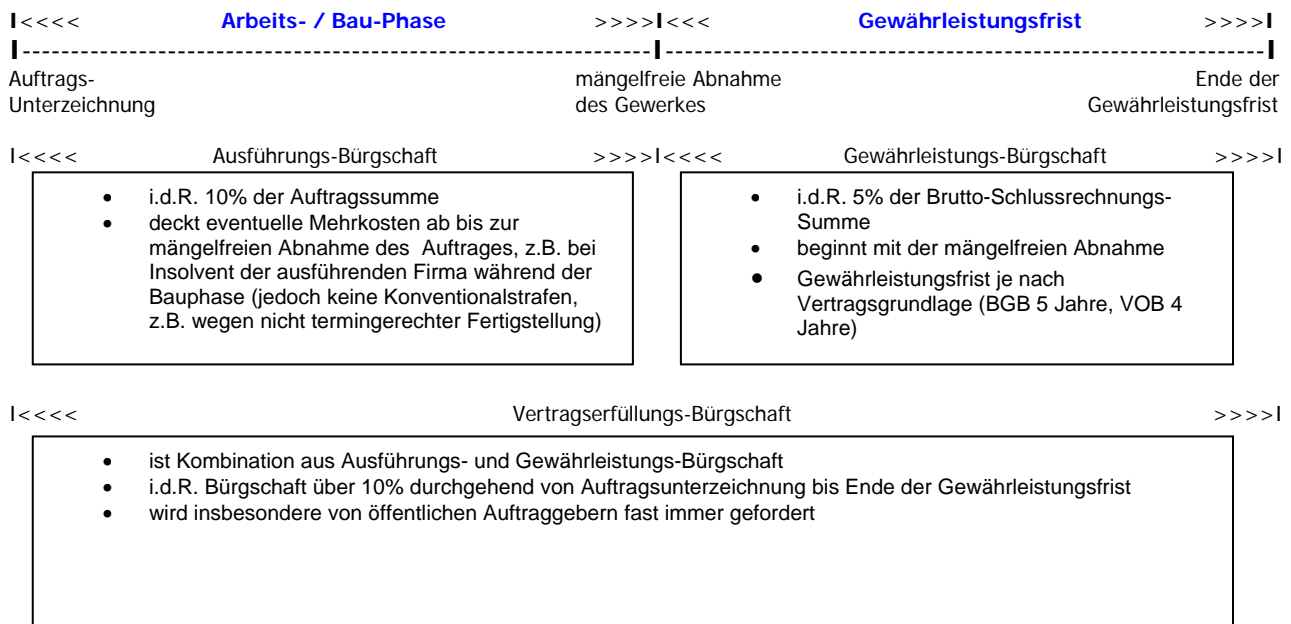 I<<<< Arbeits- / Bau-Phase >>>>I<<< Gewährleistungsfrist >>>>I
I-----------------------------------------------------------------I--------------------------------------------------------------I
Auftrags- mängelfreie Abnahme Ende der
Unterzeichnung des Gewerkes Gewährleistungsfrist
I<<<< Ausführungs-Bürgschaft >>>>I<<<< Gewährleistungs-Bürgschaft >>>>I
• i.d.R. 10% der Auftragssumme
• deckt eventuelle Mehrkosten ab bis zur
mängelfreien Abnahme des Auftrages, z.B. bei
Insolvent der ausführenden Firma während der
Bauphase (jedoch keine Konventionalstrafen,
z.B. wegen nicht termingerechter Fertigstellung)
• i.d.R. 5% der Brutto-Schlussrechnungs-
Summe
• beginnt mit der mängelfreien Abnahme
• Gewährleistungsfrist je nach
Vertragsgrundlage (BGB 5 Jahre, VOB 4
Jahre)
I<<<< Vertragserfüllungs-Bürgschaft >>>>I
• ist Kombination aus Ausführungs- und Gewährleistungs-Bürgschaft
• i.d.R. Bürgschaft über 10% durchgehend von Auftragsunterzeichnung bis Ende der Gewährleistungsfrist
• wird insbesondere von öffentlichen Auftraggebern fast immer gefordert